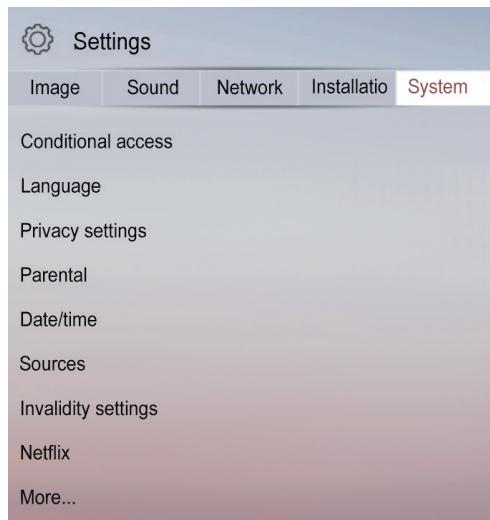 Settings
Image Sound Network Installatio System
Conditional access
Language
Privacy settings
Parental
Date/time
Sources
Invalidity settings
Netflix
More...